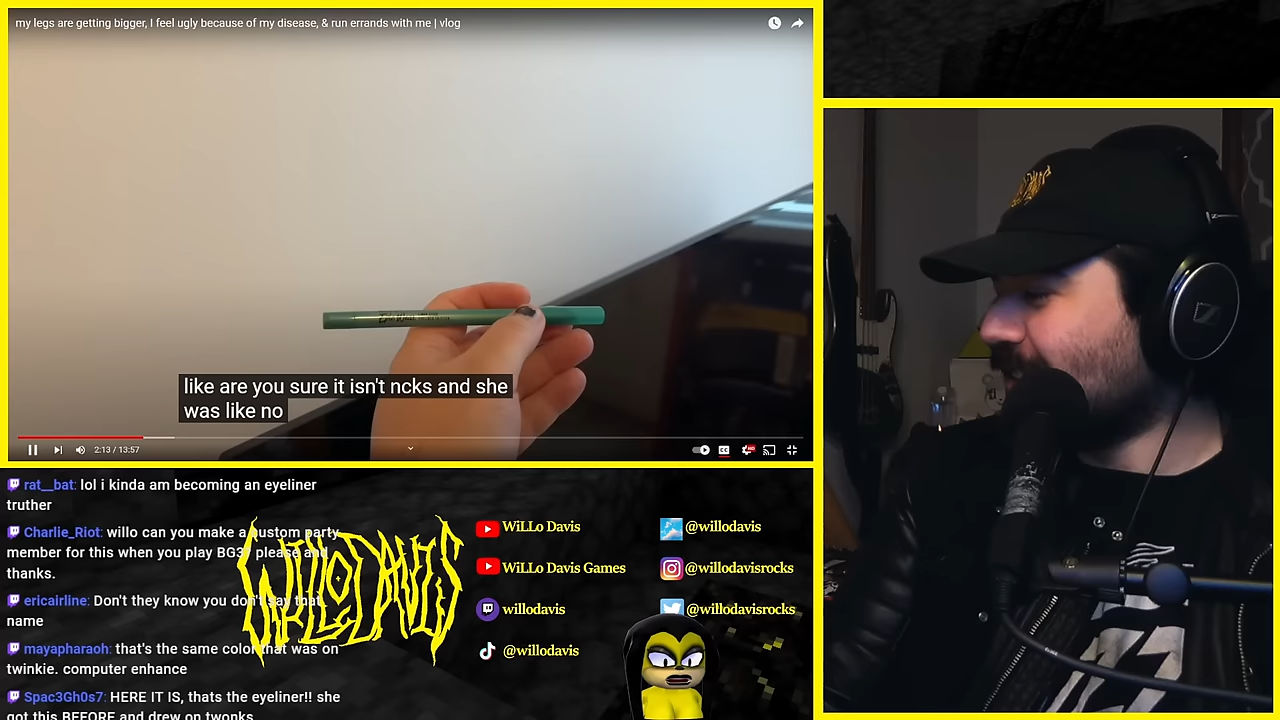 my legs are getting bigger, I feel ugly because of my disease, & run errands with me | vlog
like are you sure it isn't ncks and she
was like no
2:13 / 13:57
CC
HD
rat__bat: lol i kinda am becoming an eyeliner
truther
Charlie_Riot: willo can you make a custom party
member for this when you play BG3? please and
thanks.
ericairline: Don't they know you don't say that
name
mayapharaoh: that's the same color that was on
twinkie. computer enhance
Spac3Gh0s7: HERE IT IS, thats the eyeliner!! she
got this BEFORE and drew on twonks
WILLO DAVIS
WiLLo Davis
@willodavis
WiLLo Davis Games
@willodavisrocks
willodavis
@willodavisrocks
@willodavis